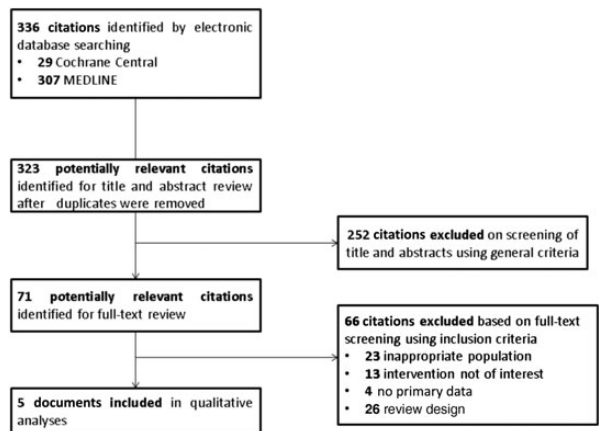 336 citations identified by electronic
database searching
• 29 Cochrane Central
• 307 MEDLINE
323 potentially relevant citations
identified for title and abstract review
after duplicates were removed
252 citations excluded on screening of
title and abstracts using general criteria
71 potentially relevant citations
identified for full-text review
66 citations excluded based on full-text
screening using inclusion criteria
• 23 inappropriate population
• 13 intervention not of interest
• 4 no primary data
• 26 review design
5 documents included in qualitative
analyses